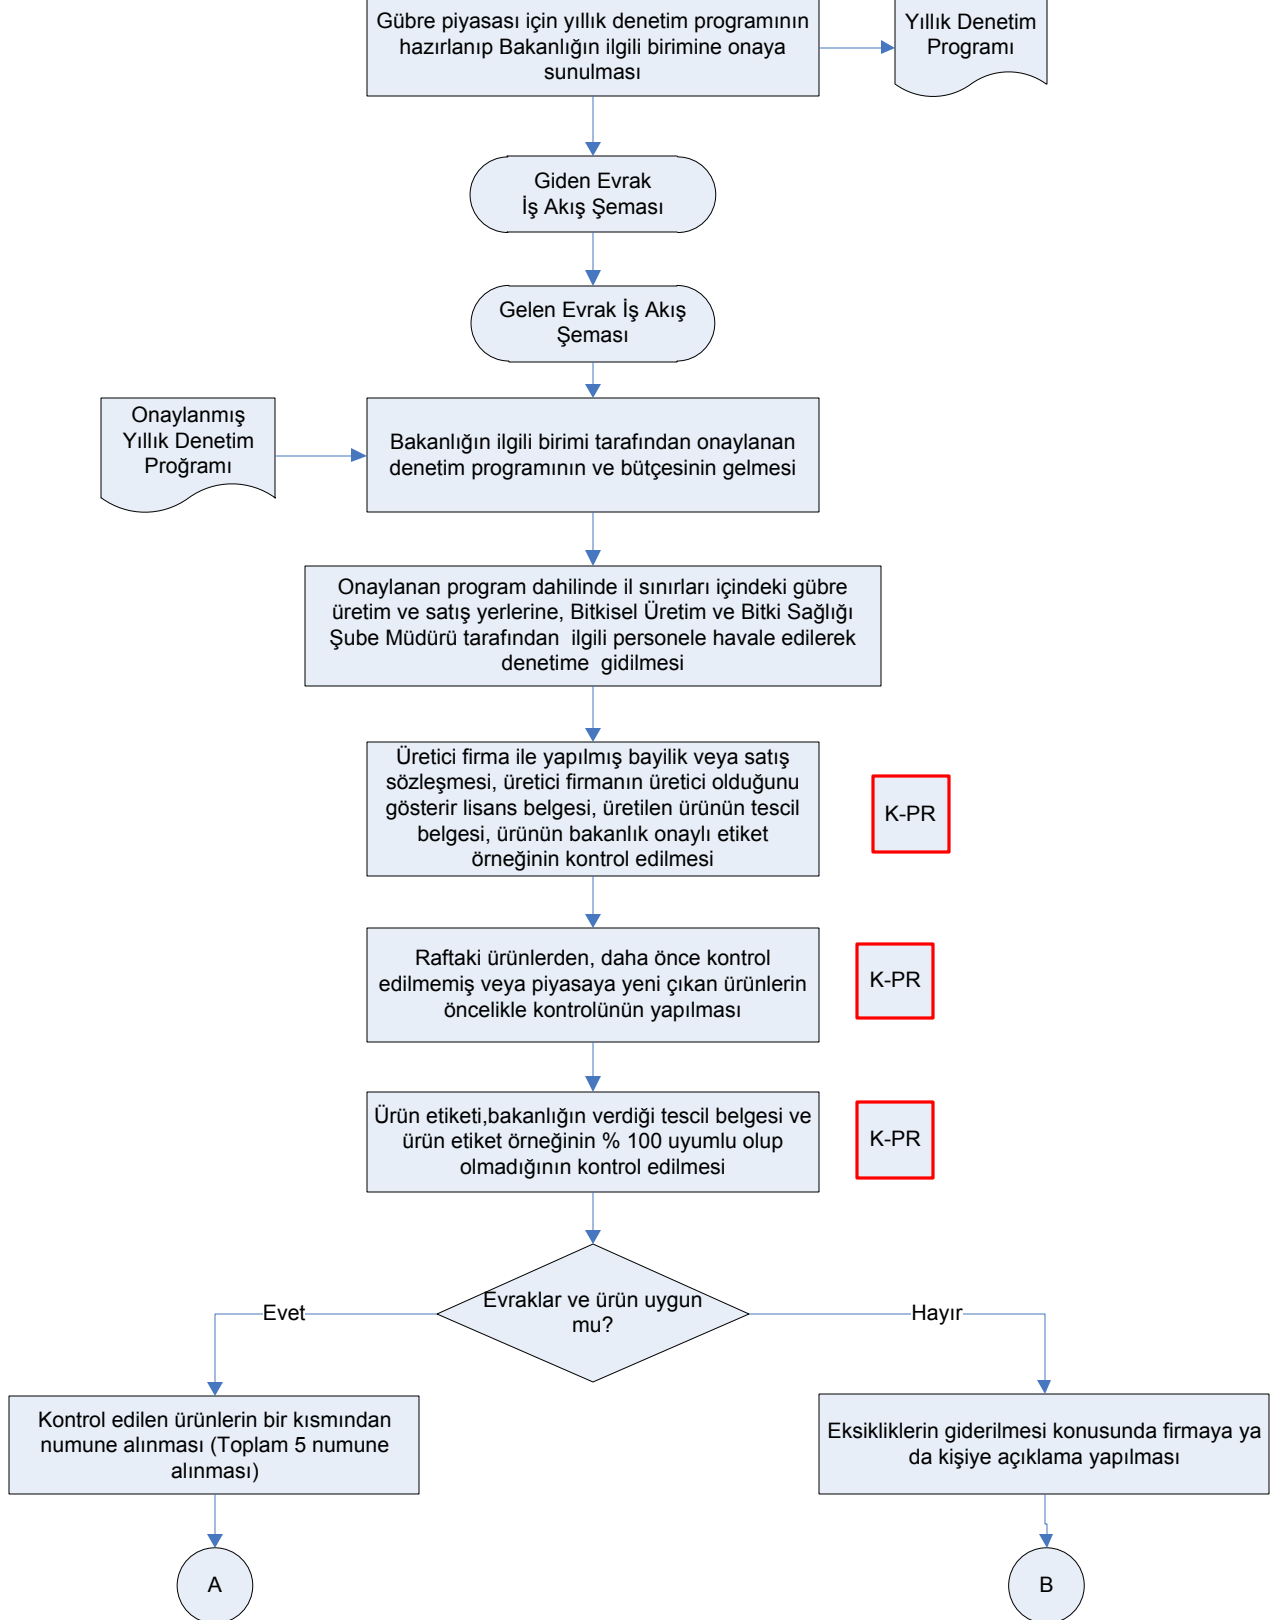 Gübre piyasası için yıllık denetim programının
hazırlanıp Bakanlığın ilgili birimine onaya
sunulması
Yıllık Denetim
Programı
Giden Evrak
İş Akış Şeması
Gelen Evrak İş Akış
Şeması
Onaylanmış
Yıllık Denetim
Proğramı
Bakanlığın ilgili birimi tarafından onaylanan
denetim programının ve bütçesinin gelmesi
Onaylanan program dahilinde il sınırları içindeki gübre
üretim ve satış yerlerine, Bitkisel Üretim ve Bitki Sağlığı
Şube Müdürü tarafından  ilgili personele havale edilerek
denetime  gidilmesi
Üretici firma ile yapılmış bayilik veya satış
sözleşmesi, üretici firmanın üretici olduğunu
gösterir lisans belgesi, üretilen ürünün tescil
belgesi, ürünün bakanlık onaylı etiket
örneğinin kontrol edilmesi
K-PR
Raftaki ürünlerden, daha önce kontrol
edilmemiş veya piyasaya yeni çıkan ürünlerin
öncelikle kontrolünün yapılması
K-PR
Ürün etiketi,bakanlığın verdiği tescil belgesi ve
ürün etiket örneğinin % 100 uyumlu olup
olmadığının kontrol edilmesi
K-PR
Evraklar ve ürün uygun
mu?
Evet
Hayır
Kontrol edilen ürünlerin bir kısmından
numune alınması (Toplam 5 numune
alınması)
Eksikliklerin giderilmesi konusunda firmaya ya
da kişiye açıklama yapılması
A
B